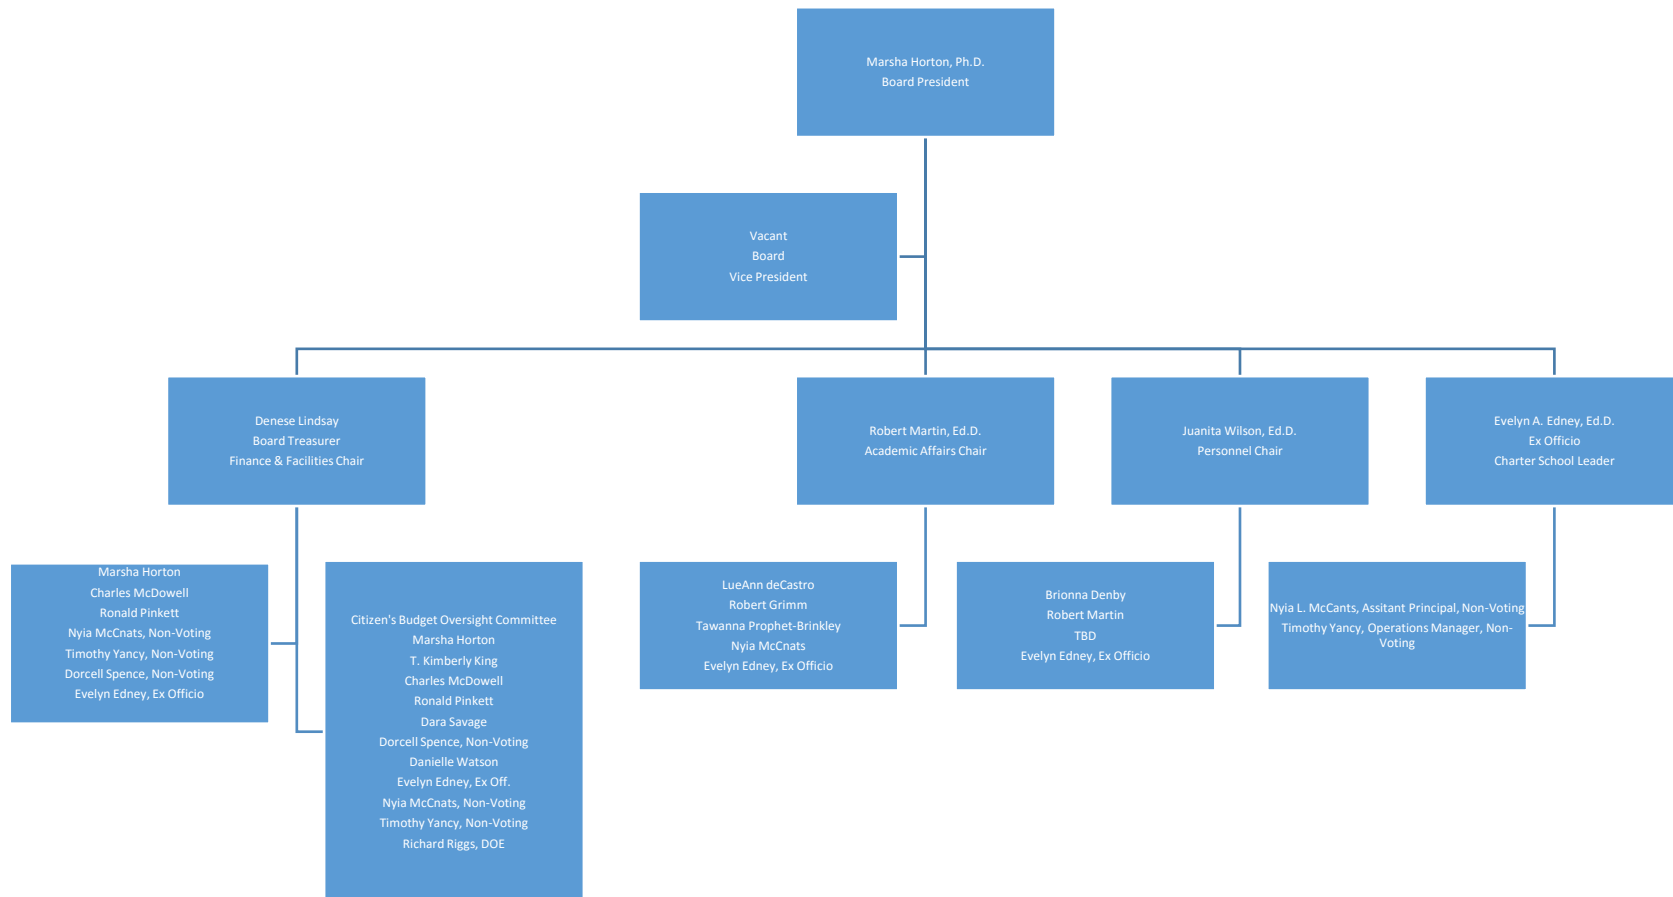 Marsha Horton, Ph.D.
Board President
Vacant
Board
Vice President
Denese Lindsay
Board Treasurer
Finance & Facilities Chair
Robert Martin, Ed.D.
Academic Affairs Chair
Juanita Wilson, Ed.D.
Personnel Chair
Evelyn A. Edney, Ed.D.
Ex Officio
Charter School Leader
Marsha Horton
Charles McDowell
Ronald Pinkett
Nyia McCnats, Non-Voting
Timothy Yancy, Non-Voting
Dorcell Spence, Non-Voting
Evelyn Edney, Ex Officio
Citizen's Budget Oversight Committee
Marsha Horton
T. Kimberly King
Charles McDowell
Ronald Pinkett
Dara Savage
Dorcell Spence, Non-Voting
Danielle Watson
Evelyn Edney, Ex Off.
Nyia McCnats, Non-Voting
Timothy Yancy, Non-Voting
Richard Riggs, DOE
LueAnn deCastro
Robert Grimm
Tawanna Prophet-Brinkley
Nyia McCnats
Evelyn Edney, Ex Officio
Brionna Denby
Robert Martin
TBD
Evelyn Edney, Ex Officio
Nyia L. McCants, Assitant Principal, Non-Voting
Timothy Yancy, Operations Manager, Non-
Voting